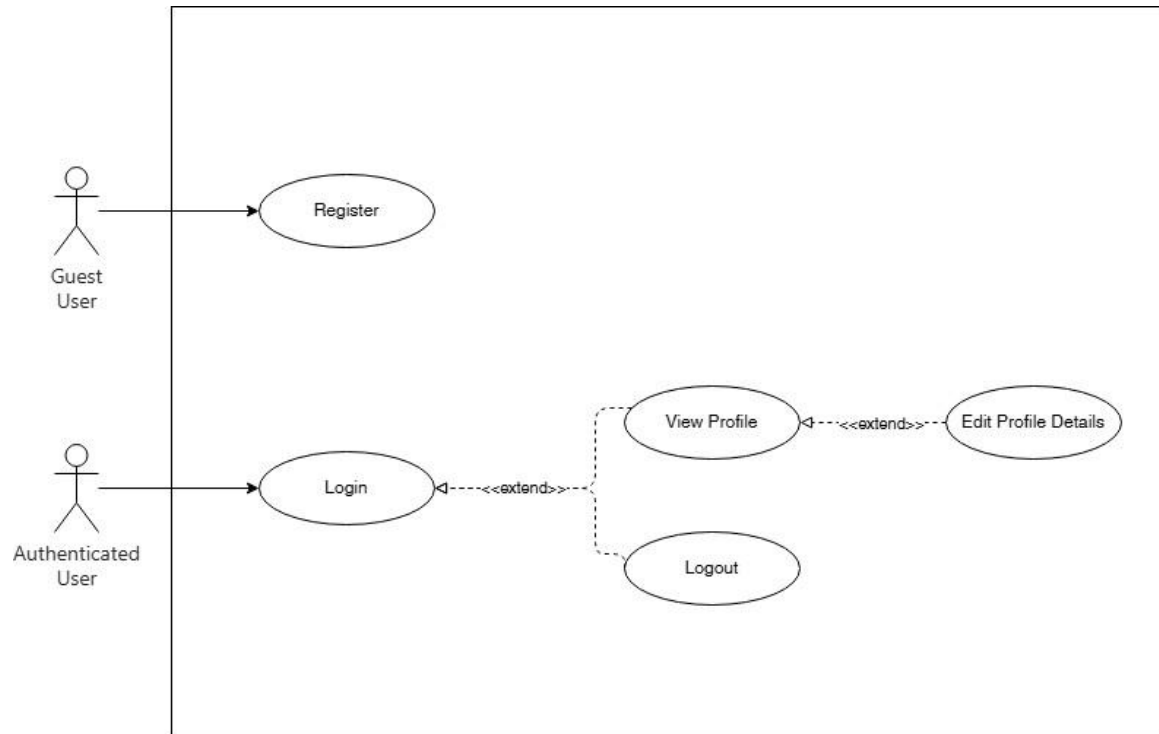 Register
Guest
User
View Profile
<<extend>>
Edit Profile Details
Login
<<extend>>
Authenticated
User
Logout